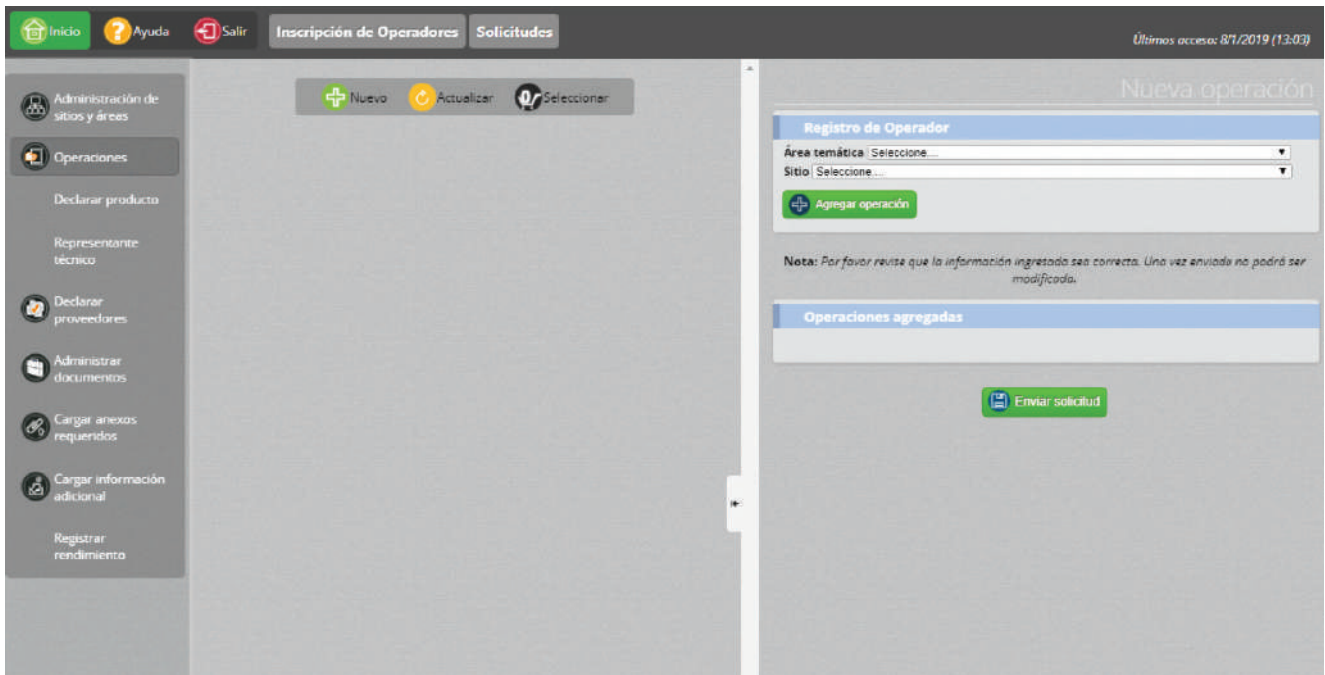 Inicio
Ayuda
Salir
Inscripción de Operadores
Solicitudes
Últimos acceso: 8/1/2019 (13:03)
Administración de
sitios y áreas
Operaciones
Declarar producto
Representante
técnico
Declarar
proveedores
Administrar
documentos
Cargar anexos
requeridos
Cargar información
adicional
Registrar
rendimiento
Nuevo
Actualizar
Seleccionar
Nueva operación
Registro de Operador
Área temática Seleccione....
Sitio Seleccione....
Agregar operación
Nota: Por favor revise que la información ingresada sea correcta. Una vez enviada no podrá ser
modificada.
Operaciones agregadas
Enviar solicitud